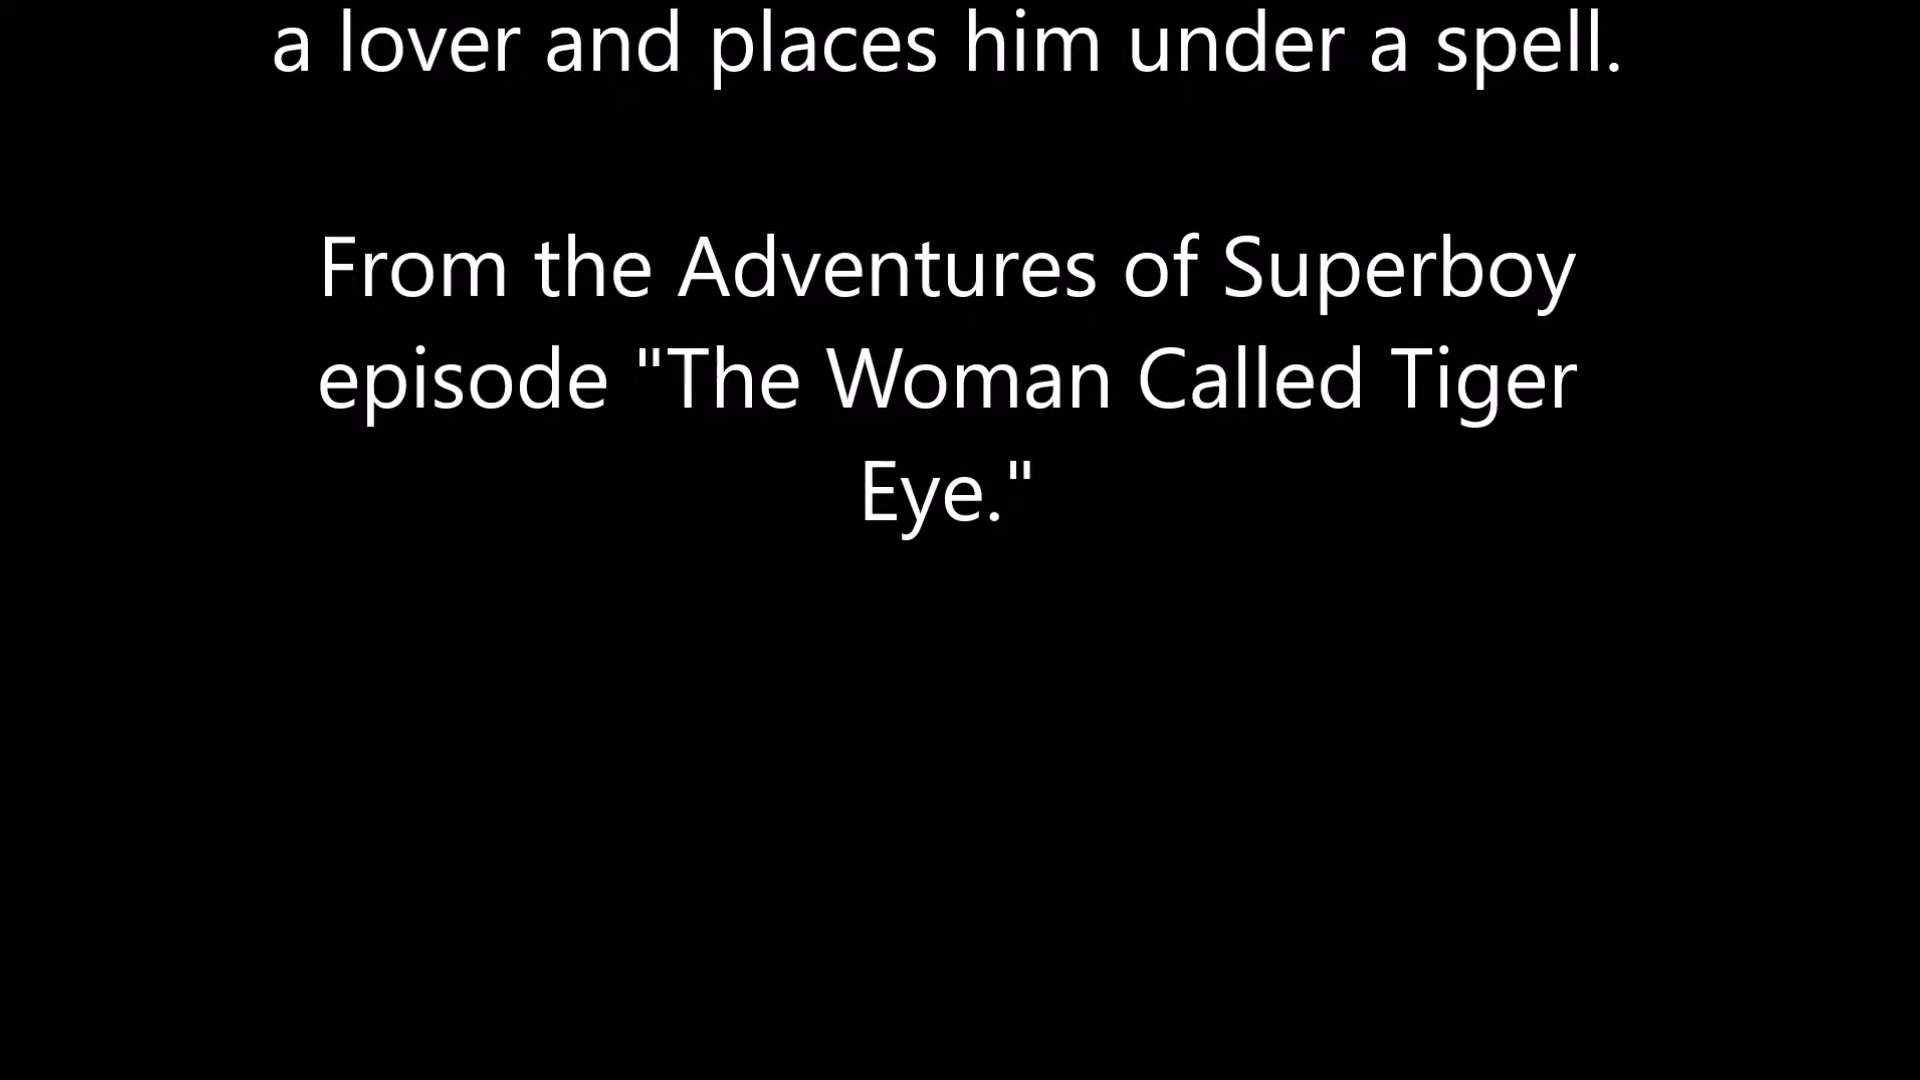 a lover and places him under a spell.
From the Adventures of Superboy
episode "The Woman Called Tiger
Eye."